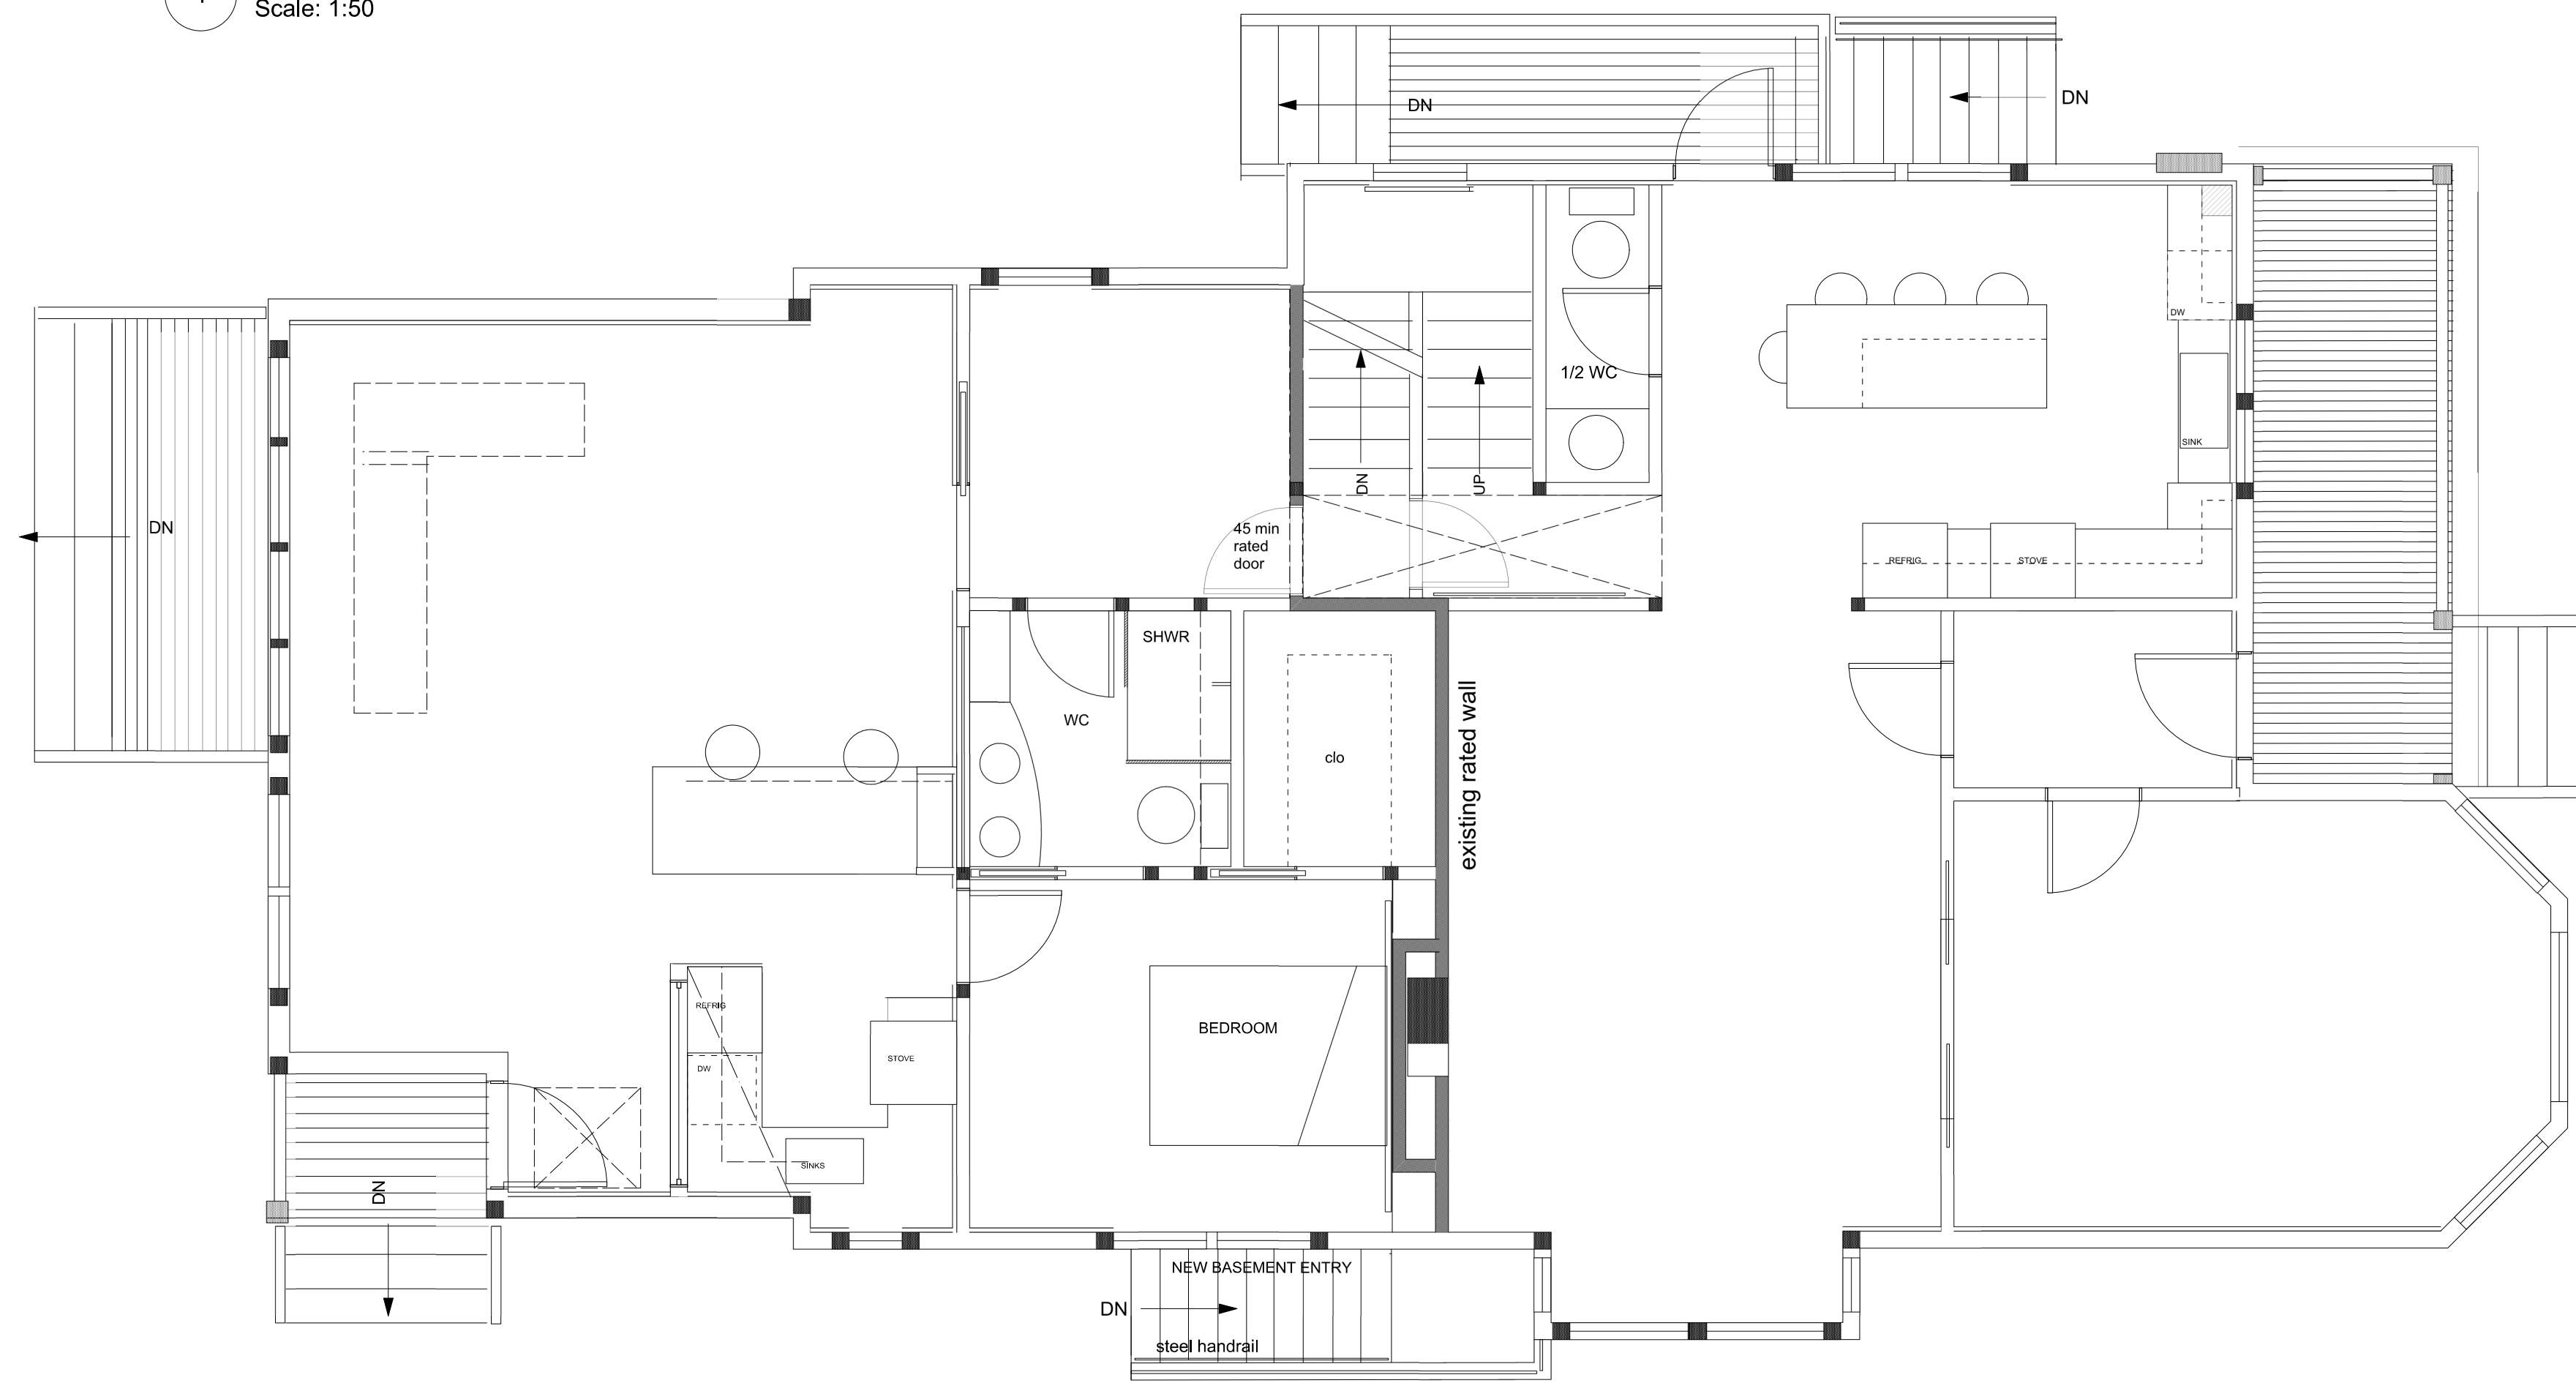 Scale: 1:50
DN
DN
DW
1/2 WC
SINK
DN
UP
DN
45 min
rated
door
REFRIG
STOVE
SHWR
WC
clo
existing rated wall
REFRIG
BEDROOM
STOVE
DW
SINKS
DN
NEW BASEMENT ENTRY
DN
steel handrail